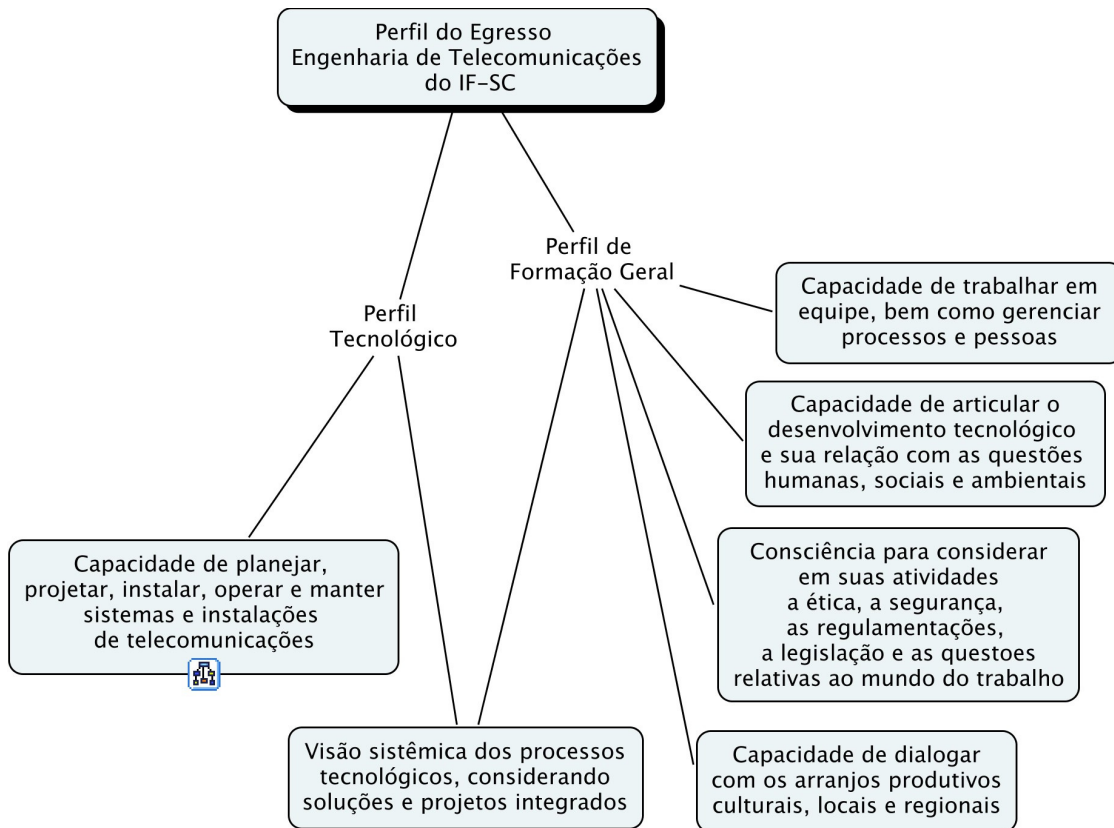 Perfil do Egresso
Engenharia de Telecomunicações
do IF-SC
Perfil de
Formação Geral
Perfil
Tecnológico
Capacidade de trabalhar em
equipe, bem como gerenciar
processos e pessoas
Capacidade de articular o
desenvolvimento tecnológico
e sua relação com as questões
humanas, sociais e ambientais
Consciência para considerar
em suas atividades
a ética, a segurança,
as regulamentações,
a legislação e as questoes
relativas ao mundo do trabalho
Capacidade de planejar,
projetar, instalar, operar e manter
sistemas e instalações
de telecomunicações
Visão sistêmica dos processos
tecnológicos, considerando
soluções e projetos integrados
Capacidade de dialogar
com os arranjos produtivos
culturais, locais e regionais